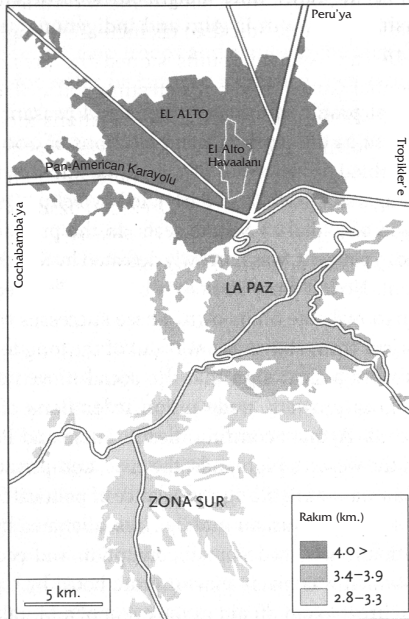 Peru'ya
EL ALTO
El Alto
Havaalanı
Tropikler'e
Pan-American Karayolu
Cochabamba'ya
LA PAZ
ZONA SUR
Rakım (km.)
4.0 >
3.4–3.9
2.8–3.3
5 km.